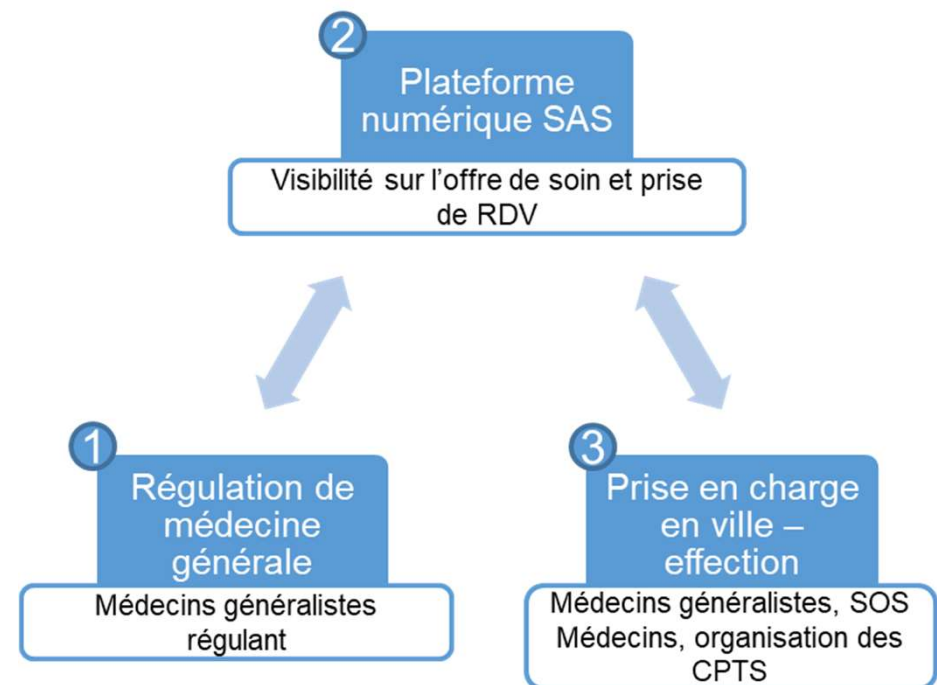 2
Plateforme
numérique SAS
Visibilité sur l'offre de soin et prise
de RDV
1
Régulation de
médecine
générale
Médecins généralistes
régulant
3
Prise en charge
en ville –
effection
Médecins généralistes, SOS
Médecins, organisation des
CPTS